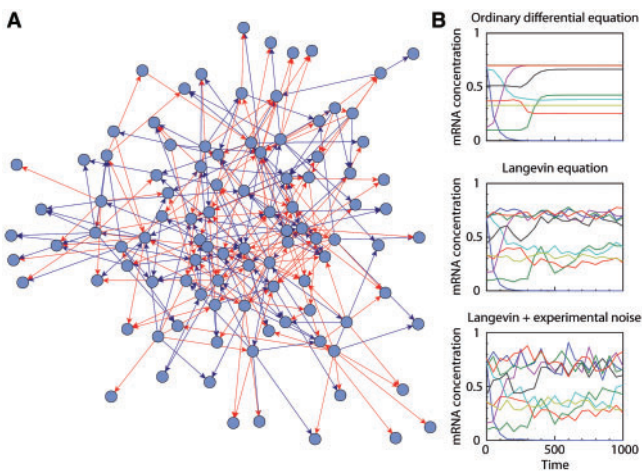 A
B
Ordinary differential equation
1
0.5
0
mRNA concentration
Langevin equation
1
0.5
0
mRNA concentration
Langevin + experimental noise
1
0.5
0
mRNA concentration
0
500
1000
Time